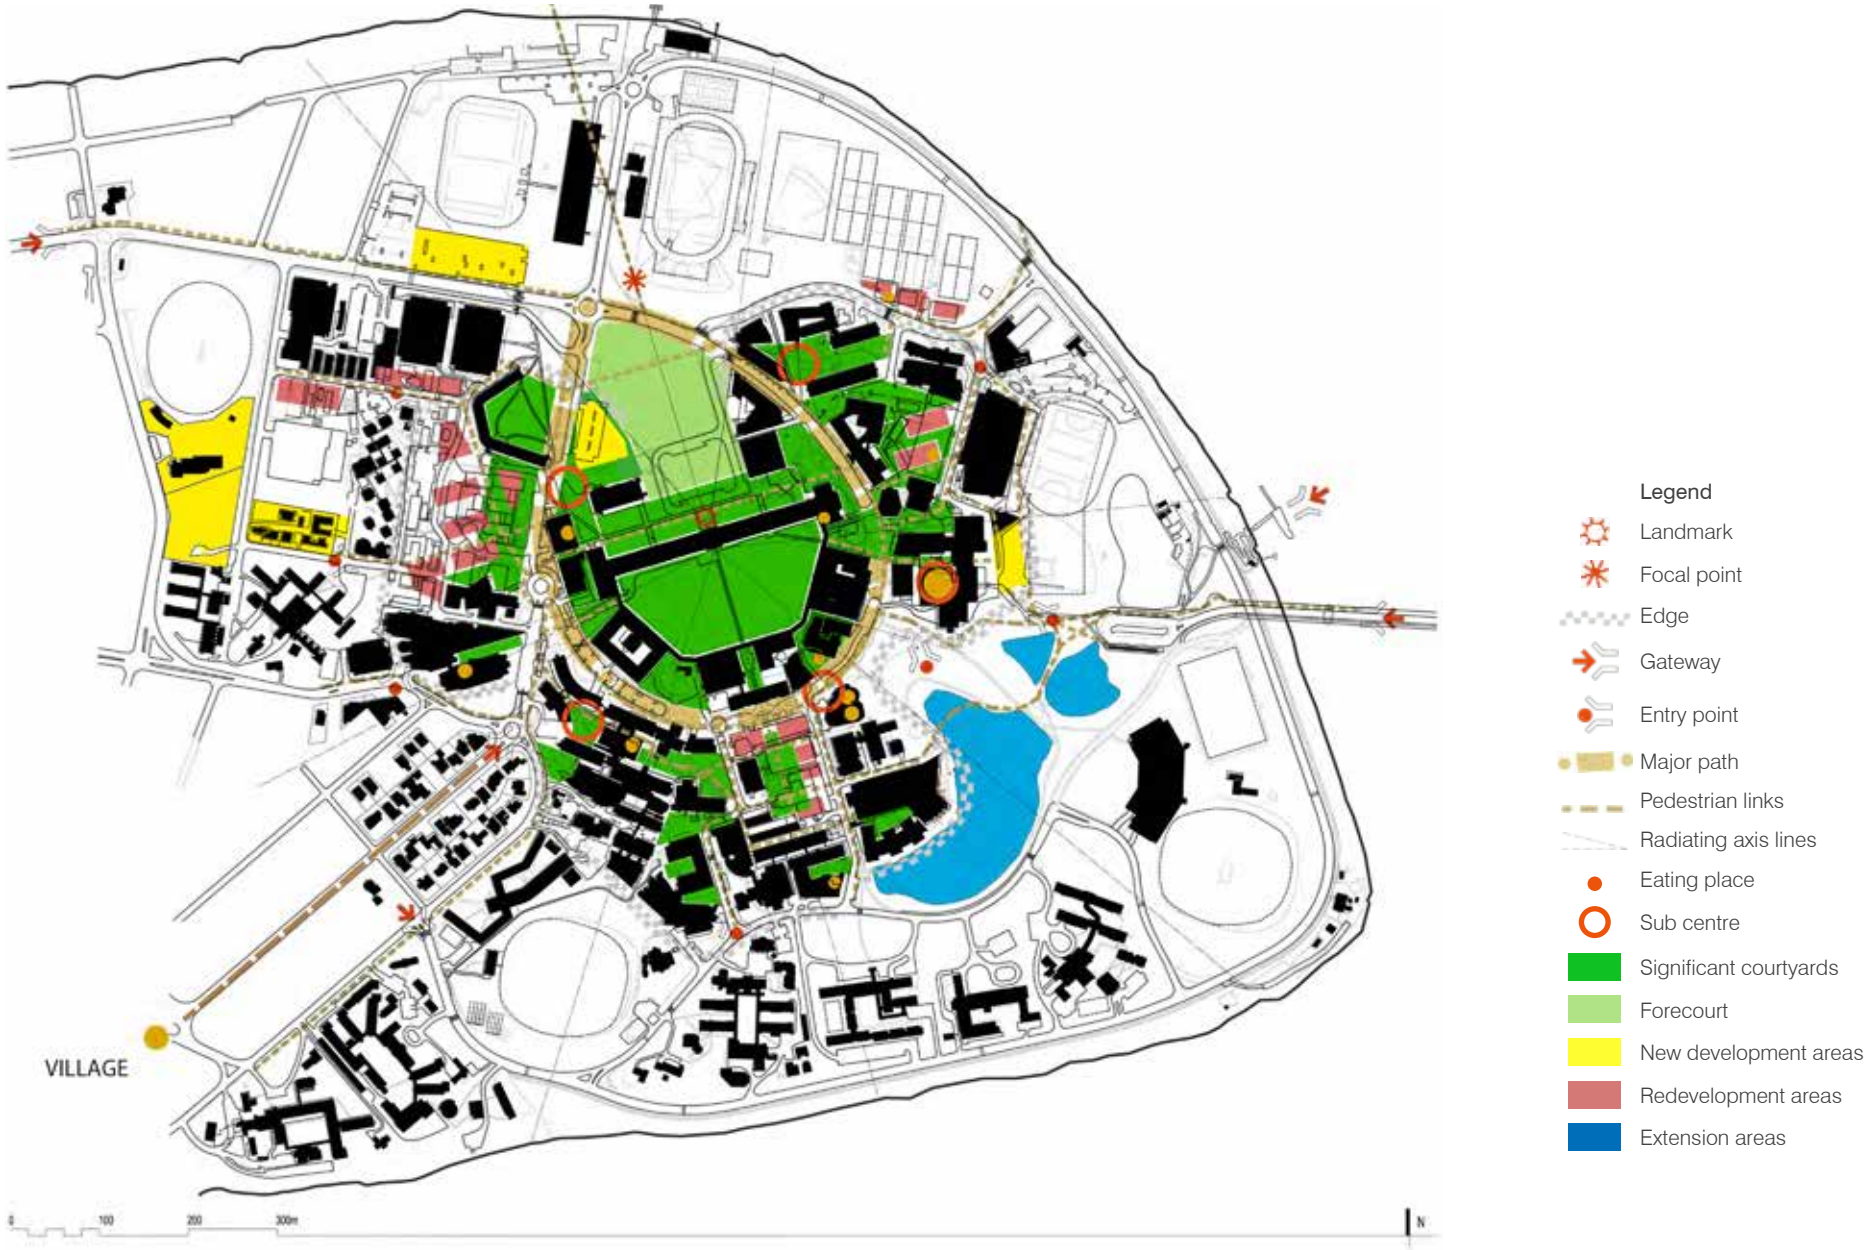 Legend
Landmark
Focal point
Edge
Gateway
Entry point
Major path
Pedestrian links
Radiating axis lines
Eating place
Sub centre
Significant courtyards
Forecourt
New development areas
Redevelopment areas
Extension areas
VILLAGE
0 100 200 300m
N